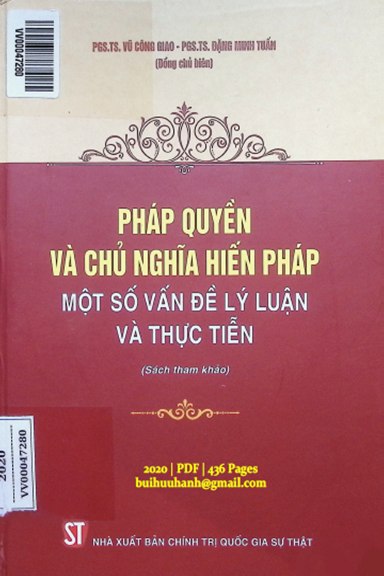 VV00047280
PGS.TS. VŨ CÔNG GIAO - PGS.TS. ĐẶNG MINH TUẤN
(Đồng chủ biên)
PHÁP QUYỀN
VÀ CHỦ NGHĨA HIẾN PHÁP
MỘT SỐ VẤN ĐỀ LÝ LUẬN
VÀ THỰC TIỄN
(Sách tham khảo)
2020
VV00047280
2020 | PDF | 436 Pages
buihuuhanh@gmail.com
ST
NHÀ XUẤT BẢN CHÍNH TRỊ QUỐC GIA SỰ THẬT